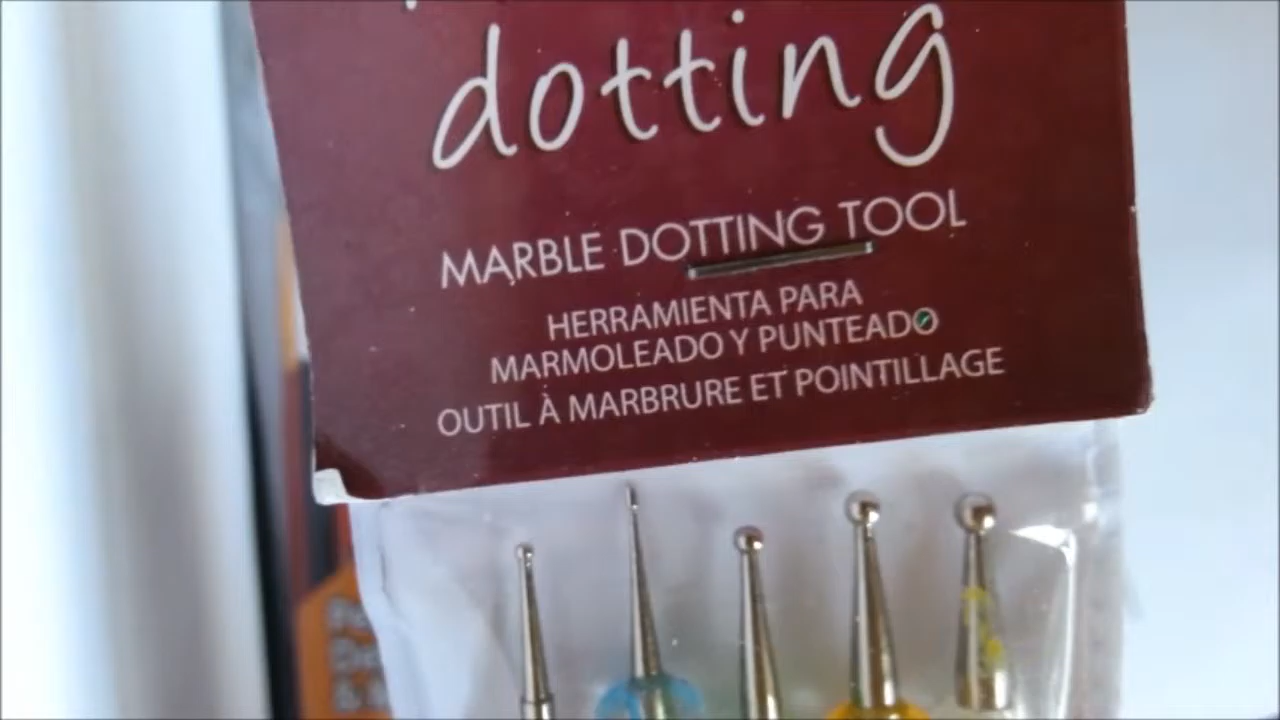 dotting
MARBLE DOTTING TOOL
HERRAMIENTA PARA
MARMOLEADO Y PUNTEADO
OUTIL À MARBRURE ET POINTILLAGE